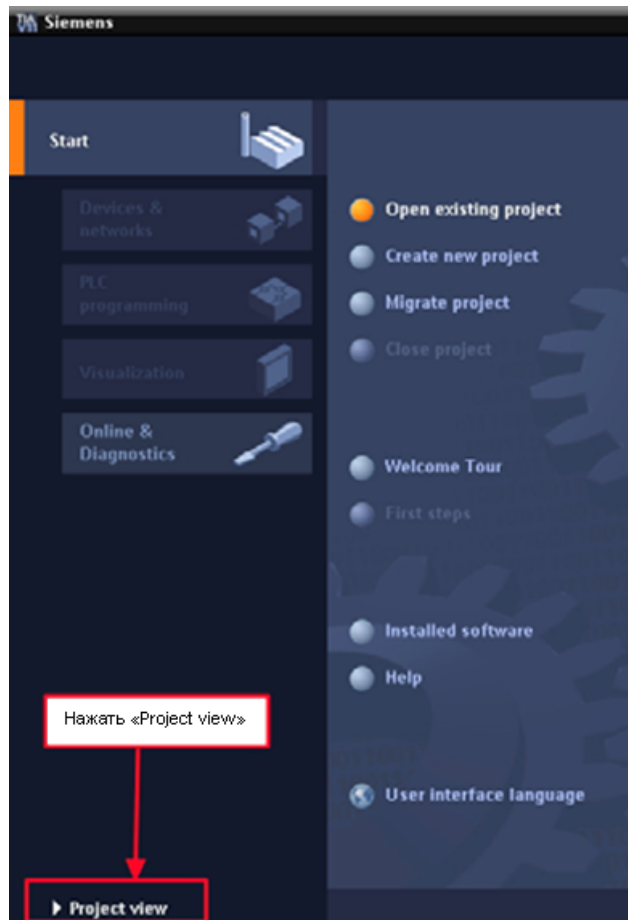 Siemens
Start
Devices &
networks
PLC
programming
Visualization
Online &
Diagnostics
Open existing project
Create new project
Migrate project
Close project
Welcome Tour
First steps
Installed software
Help
User interface language
Нажать «Project view»
Project view